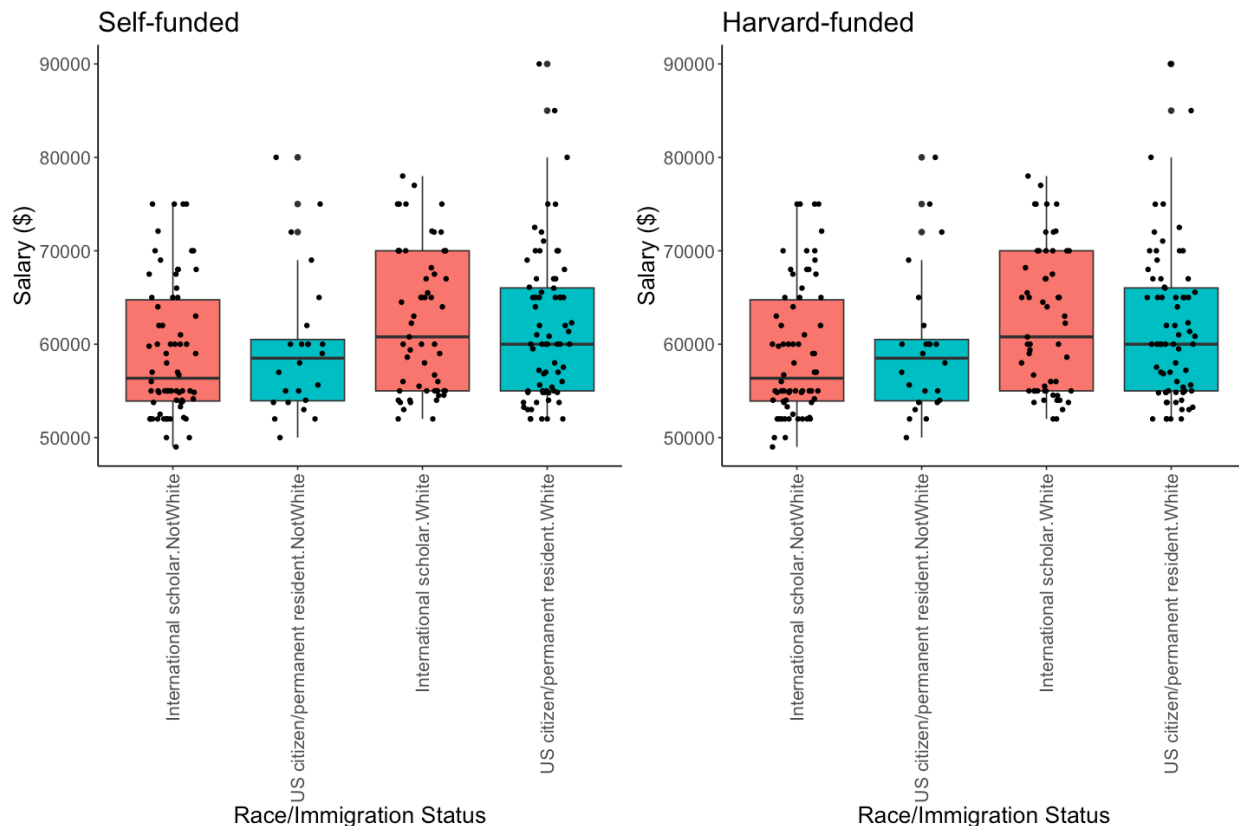 Self-funded
Salary ($)
90000
80000
70000
60000
50000
International scholar.NotWhite
US citizen/permanent resident.NotWhite
International scholar.White
US citizen/permanent resident.White
Race/Immigration Status
Harvard-funded
Salary ($)
90000
80000
70000
60000
50000
International scholar.NotWhite
US citizen/permanent resident.NotWhite
International scholar.White
US citizen/permanent resident.White
Race/Immigration Status